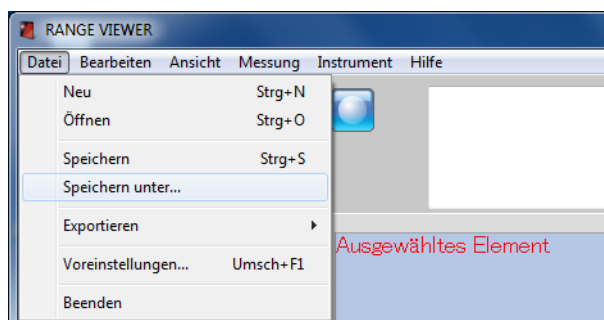 RANGE VIEWER
Datei Bearbeiten Ansicht Messung Instrument Hilfe
Neu Strg+N
Öffnen Strg+O
Speichern Strg+S
Speichern unter...
Exportieren
Ausgewähltes Element
Voreinstellungen... Umsch+F1
Beenden